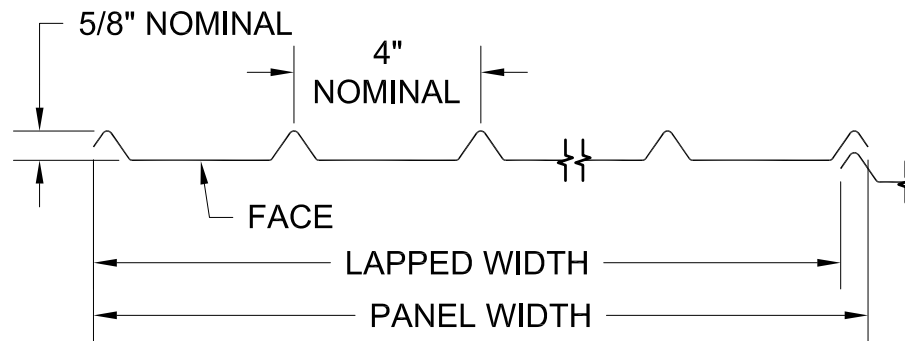 5/8" NOMINAL
4"
NOMINAL
FACE
LAPPED WIDTH
PANEL WIDTH